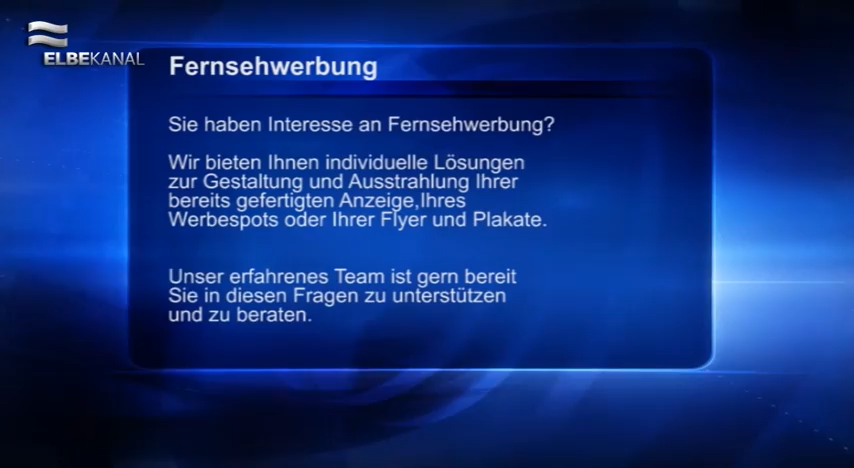 ELBEKANAL
Fernsehwerbung
Sie haben Interesse an Fernsehwerbung?
Wir bieten Ihnen individuelle Lösungen
zur Gestaltung und Ausstrahlung Ihrer
bereits gefertigten Anzeige,Ihres
Werbespots oder Ihrer Flyer und Plakate.
Unser erfahrenes Team ist gern bereit
Sie in diesen Fragen zu unterstützen
und zu beraten.